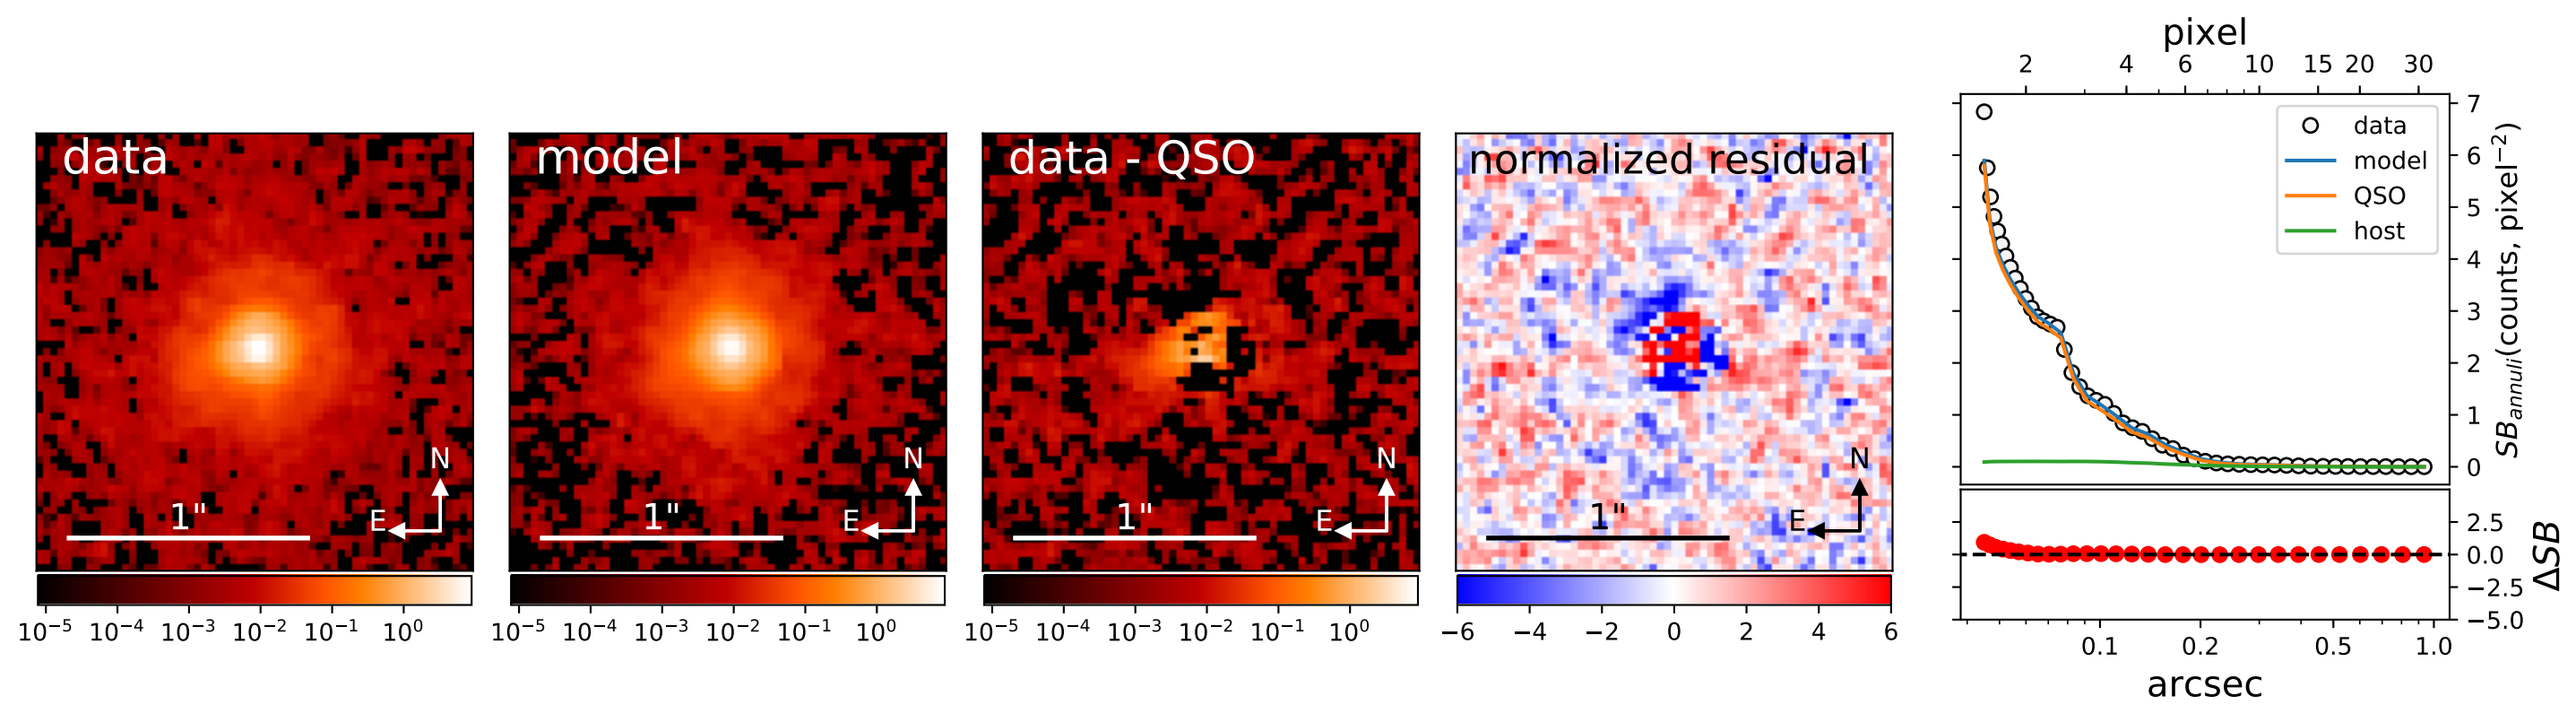 data
N
E
1"
10⁻⁵ 10⁻⁴ 10⁻³ 10⁻² 10⁻¹ 10⁰
model
N
E
1"
10⁻⁵ 10⁻⁴ 10⁻³ 10⁻² 10⁻¹ 10⁰
data - QSO
N
E
1"
10⁻⁵ 10⁻⁴ 10⁻³ 10⁻² 10⁻¹ 10⁰
normalized residual
N
E
1"
−6 −4 −2 0 2 4 6
pixel
2 4 6 10 15 20 30
data
model
QSO
host
7
6
5
4
3
2
1
0
SB_annuli(counts, pixel⁻²)
2.5
0.0
−2.5
−5.0
ΔSB
0.1 0.2 0.5 1.0
arcsec